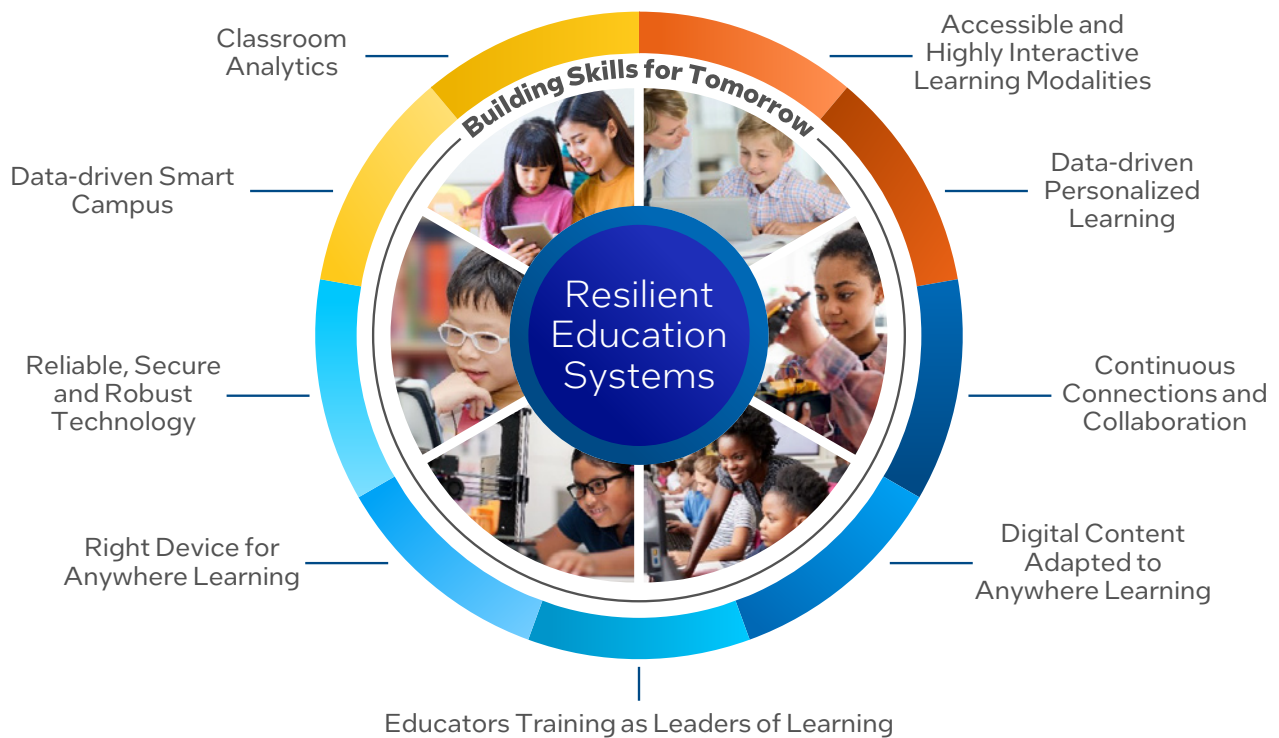 Classroom
Analytics
Accessible and
Highly Interactive
Learning Modalities
Building Skills for Tomorrow
Data-driven Smart
Campus
Data-driven
Personalized
Learning
Resilient
Education
Systems
Reliable, Secure
and Robust
Technology
Continuous
Connections and
Collaboration
Right Device for
Anywhere Learning
Digital Content
Adapted to
Anywhere Learning
Educators Training as Leaders of Learning